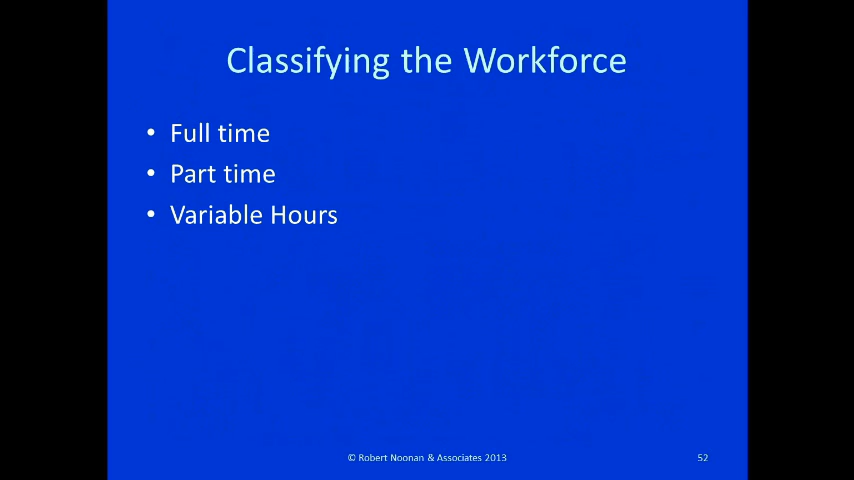 Classifying the Workforce
• Full time
• Part time
• Variable Hours
© Robert Noonan & Associates 2013
52